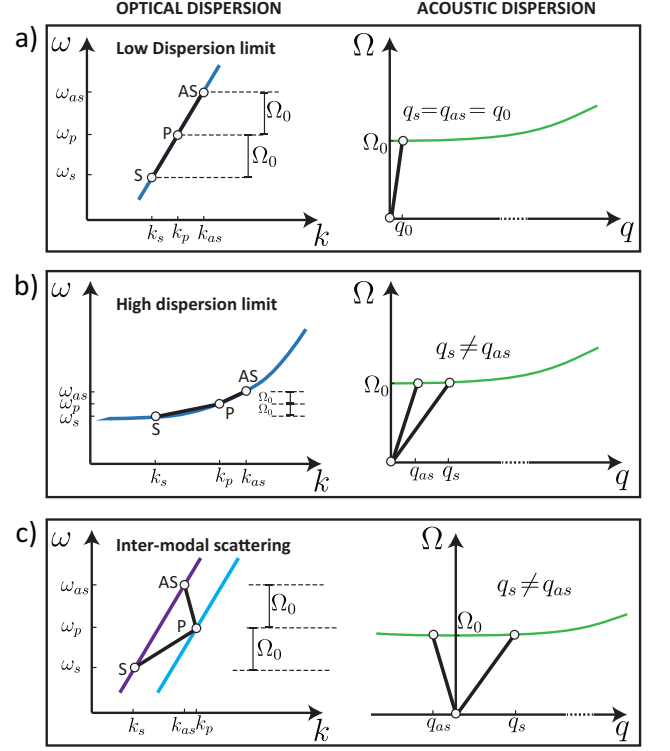 OPTICAL DISPERSION
ACOUSTIC DISPERSION
a)
ω
Low Dispersion limit
ω_as
ω_p
ω_s
AS
P
S
Ω_0
Ω_0
k_s k_p k_as
k
Ω
q_s=q_as= q_0
Ω_0
q_0
q
b)
ω
High dispersion limit
ω_as
ω_p
ω_s
AS
P
S
Ω_0
Ω_0
k_s k_p k_as
k
Ω
q_s ≠ q_as
Ω_0
q_as q_s
q
c)
ω
Inter-modal scattering
ω_as
ω_p
ω_s
AS
P
S
Ω_0
Ω_0
k_s k_as k_p
k
Ω
q_s ≠ q_as
Ω_0
q_as q_s
q